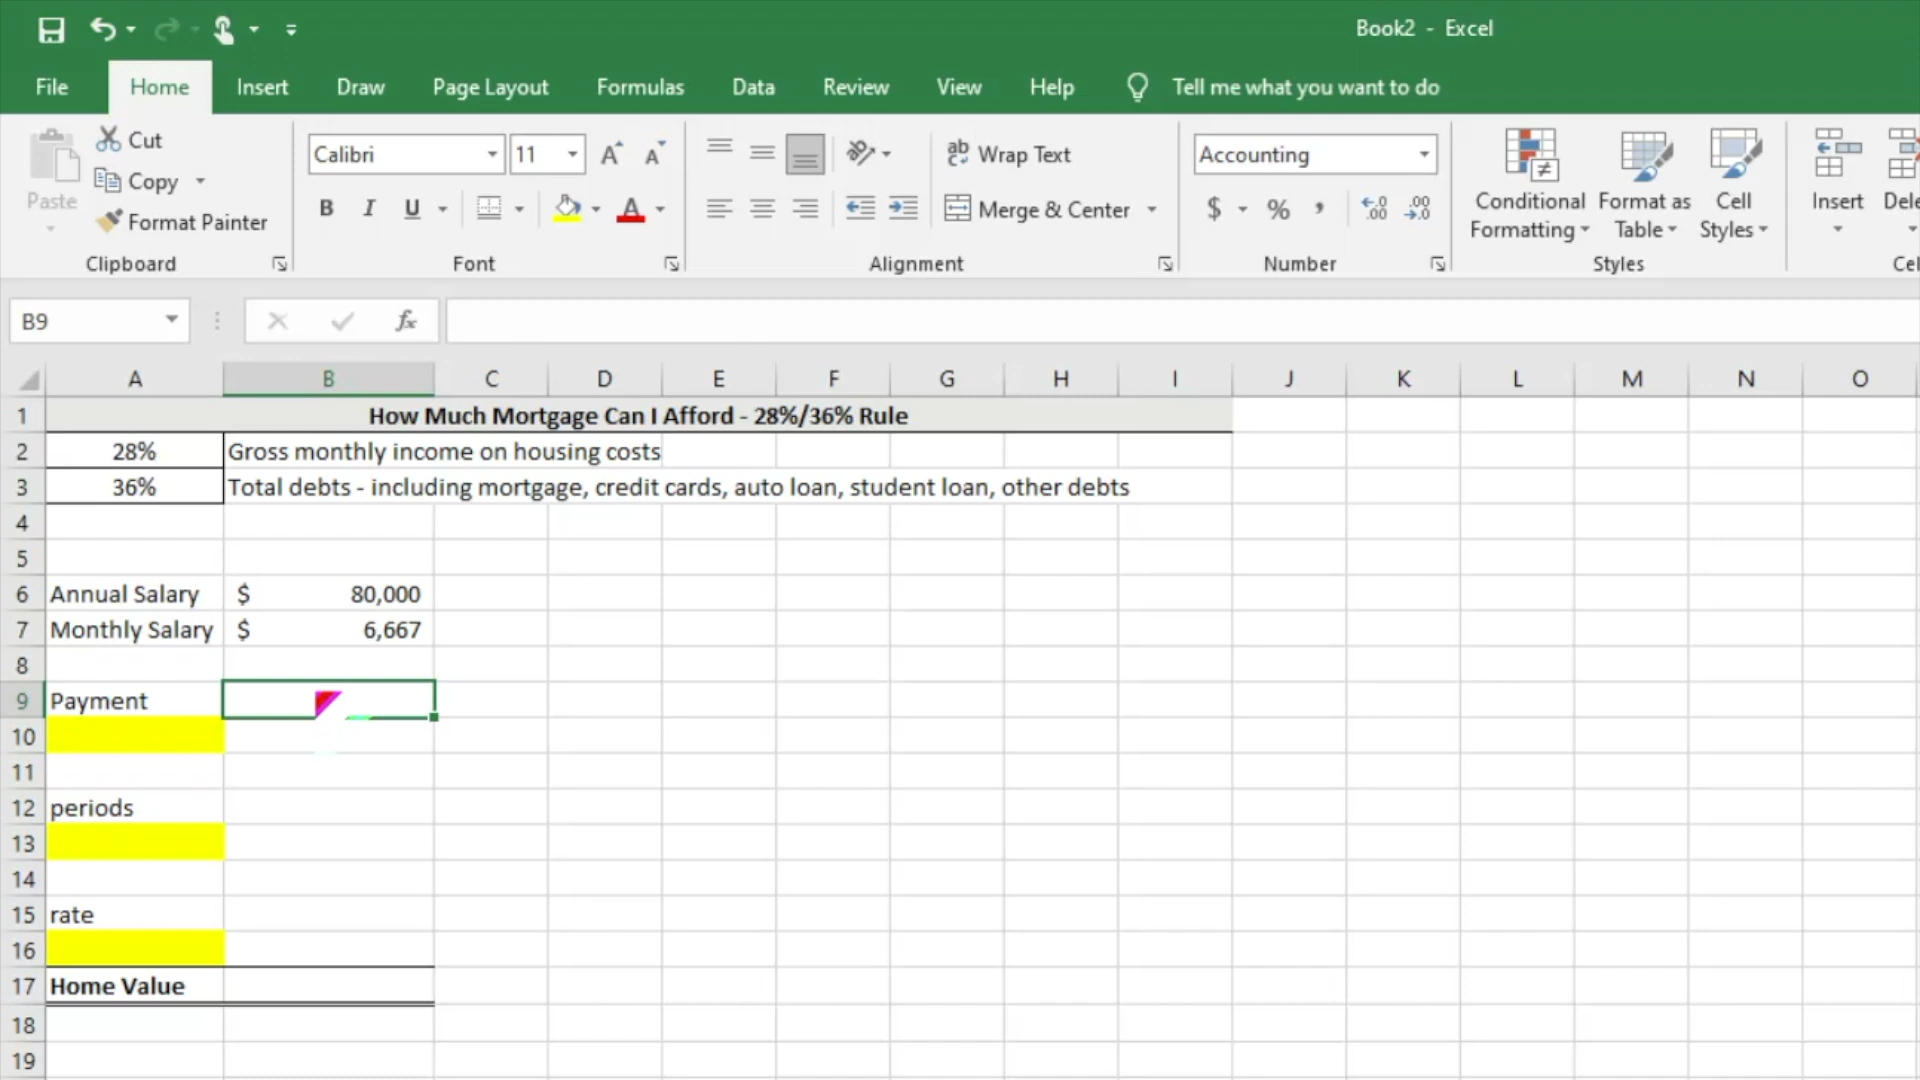 Book2 - Excel
File Home Insert Draw Page Layout Formulas Data Review View Help Tell me what you want to do
Cut
Copy
Format Painter
Paste
Clipboard
Calibri 11
B I U A
Font
Wrap Text
Merge & Center
Alignment
Accounting
$ % ,
Number
Conditional Formatting
Format as Table
Cell Styles
Styles
Insert
Dele
Cel
B9 fx
A B C D E F G H I J K L M N O
1 How Much Mortgage Can I Afford - 28%/36% Rule
2 28% Gross monthly income on housing costs
3 36% Total debts - including mortgage, credit cards, auto loan, student loan, other debts
4
5
6 Annual Salary $ 80,000
7 Monthly Salary $ 6,667
8
9 Payment
10
11
12 periods
13
14
15 rate
16
17 Home Value
18
19